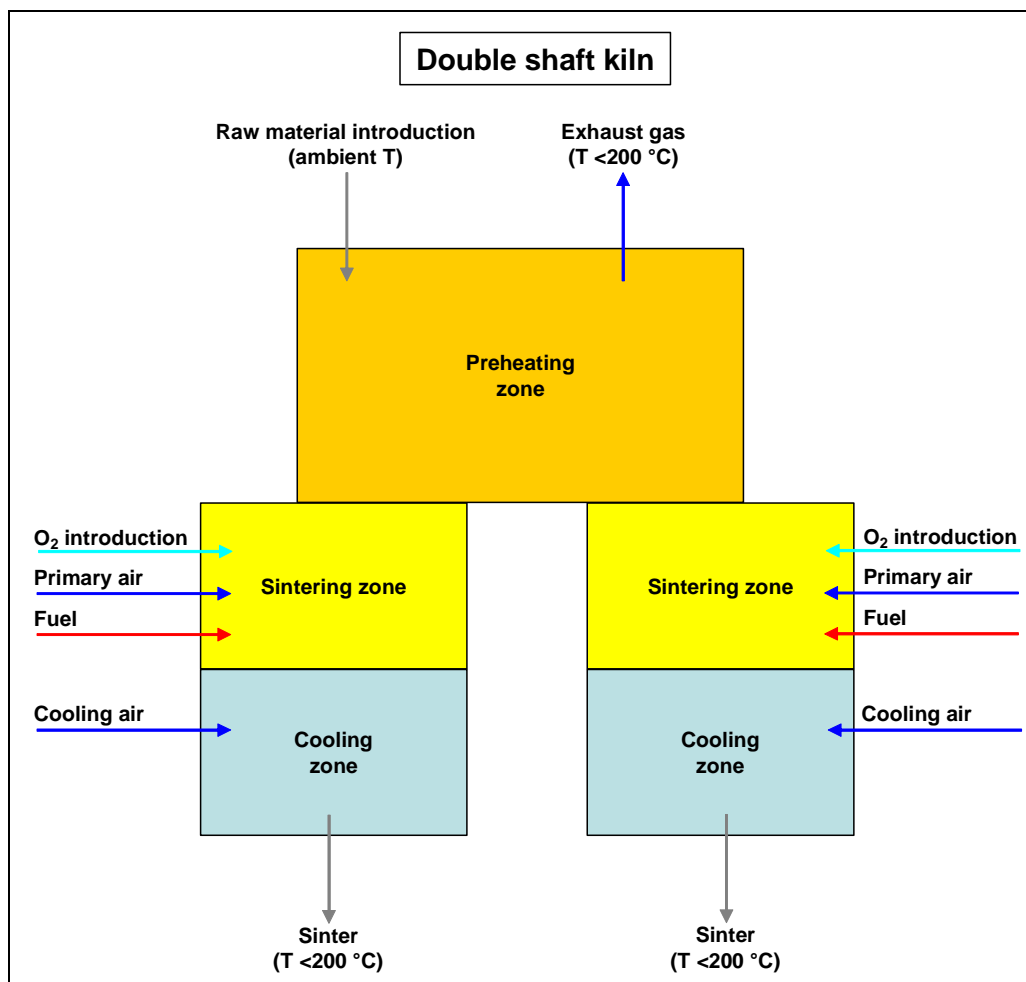 Double shaft kiln
Raw material introduction
(ambient T)
Exhaust gas
(T <200 °C)
Preheating
zone
O₂ introduction
Primary air
Fuel
Sintering zone
Sintering zone
O₂ introduction
Primary air
Fuel
Cooling air
Cooling
zone
Cooling
zone
Cooling air
Sinter
(T <200 °C)
Sinter
(T <200 °C)